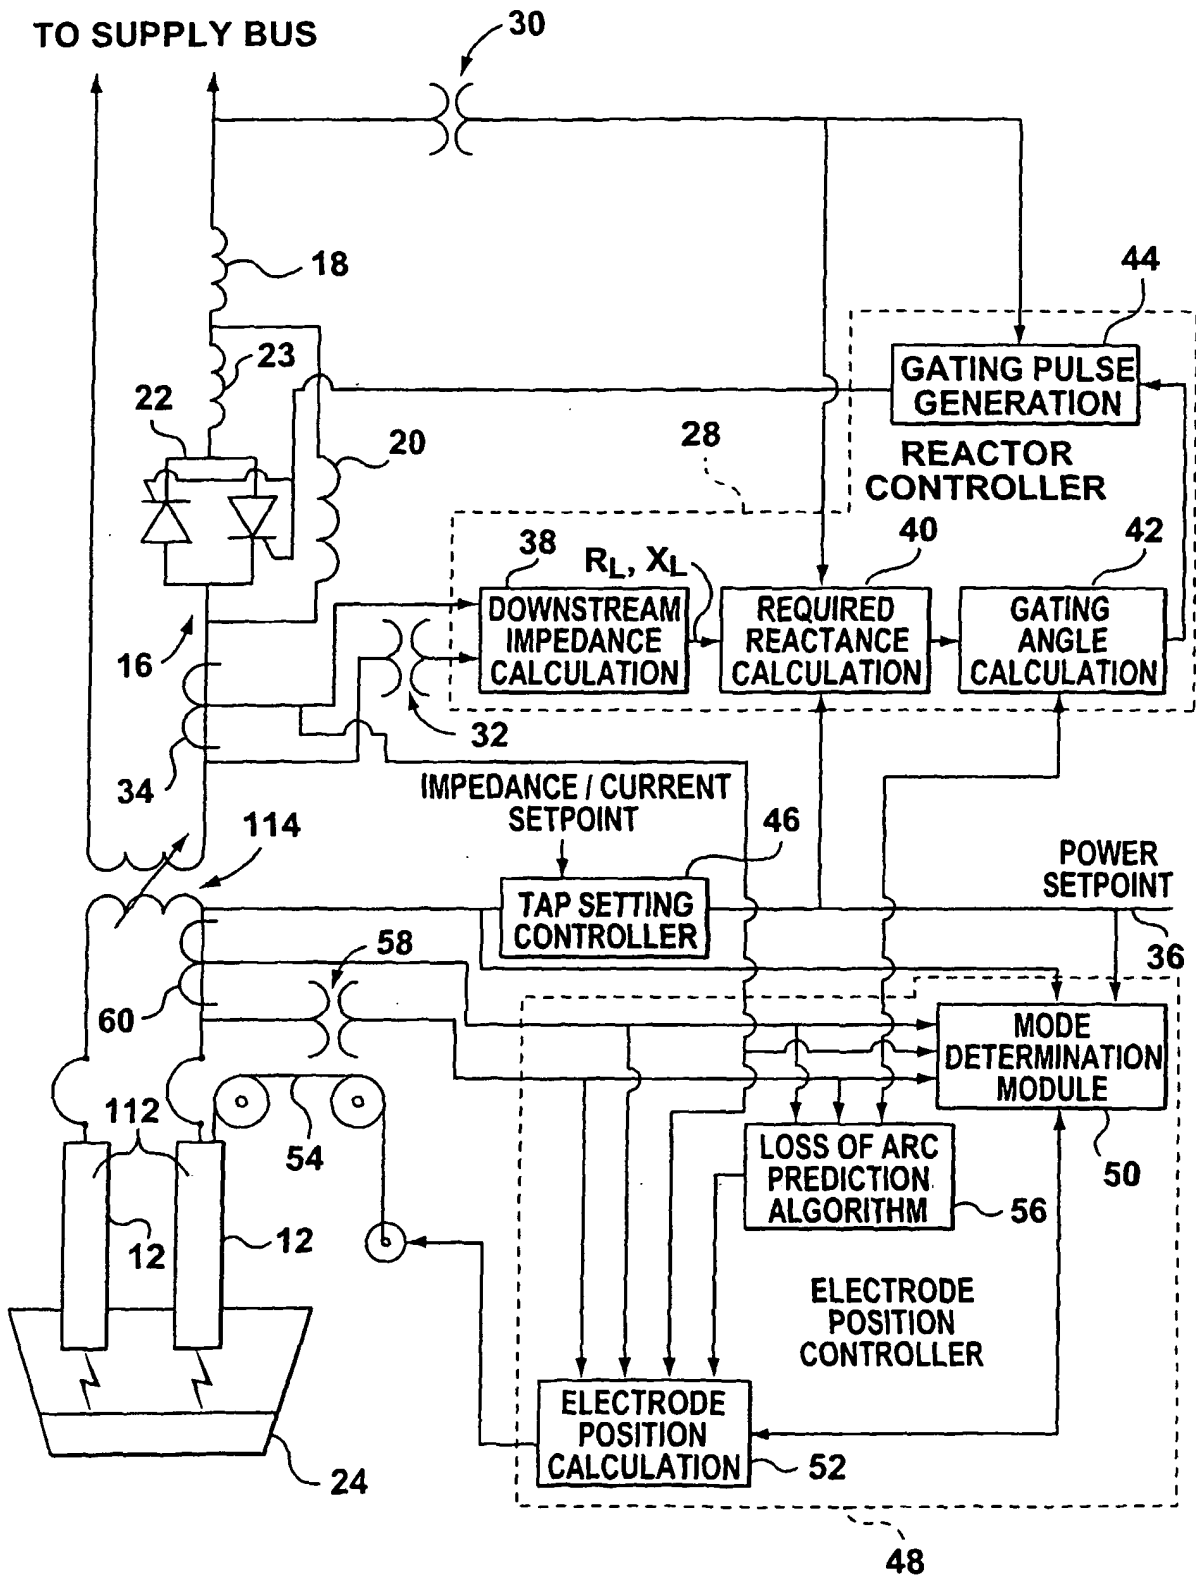 TO SUPPLY BUS
30
18
44
23
GATING PULSE
GENERATION
22
20
28
REACTOR
CONTROLLER
38
R_L, X_L
40
42
DOWNSTREAM
IMPEDANCE
CALCULATION
REQUIRED
REACTANCE
CALCULATION
GATING
ANGLE
CALCULATION
16
32
34
IMPEDANCE / CURRENT
SETPOINT
46
114
POWER
SETPOINT
TAP SETTING
CONTROLLER
36
58
60
MODE
DETERMINATION
MODULE
112
54
50
LOSS OF ARC
PREDICTION
ALGORITHM
56
12
12
ELECTRODE
POSITION
CONTROLLER
ELECTRODE
POSITION
CALCULATION
52
24
48